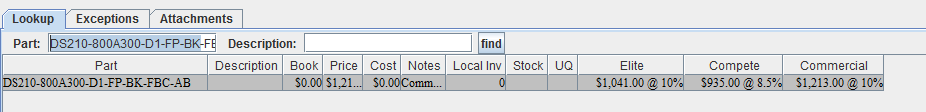 Lookup Exceptions Attachments
Part: DS210-800A300-D1-FP-BK-FE Description: find
Part Description Book Price Cost Notes Local Inv Stock UQ Elite Compete Commercial
DS210-800A300-D1-FP-BK-FBC-AB $0.00 $1,21... $0.00 Comm... 0 $1,041.00 @ 10% $935.00 @ 8.5% $1,213.00 @ 10%